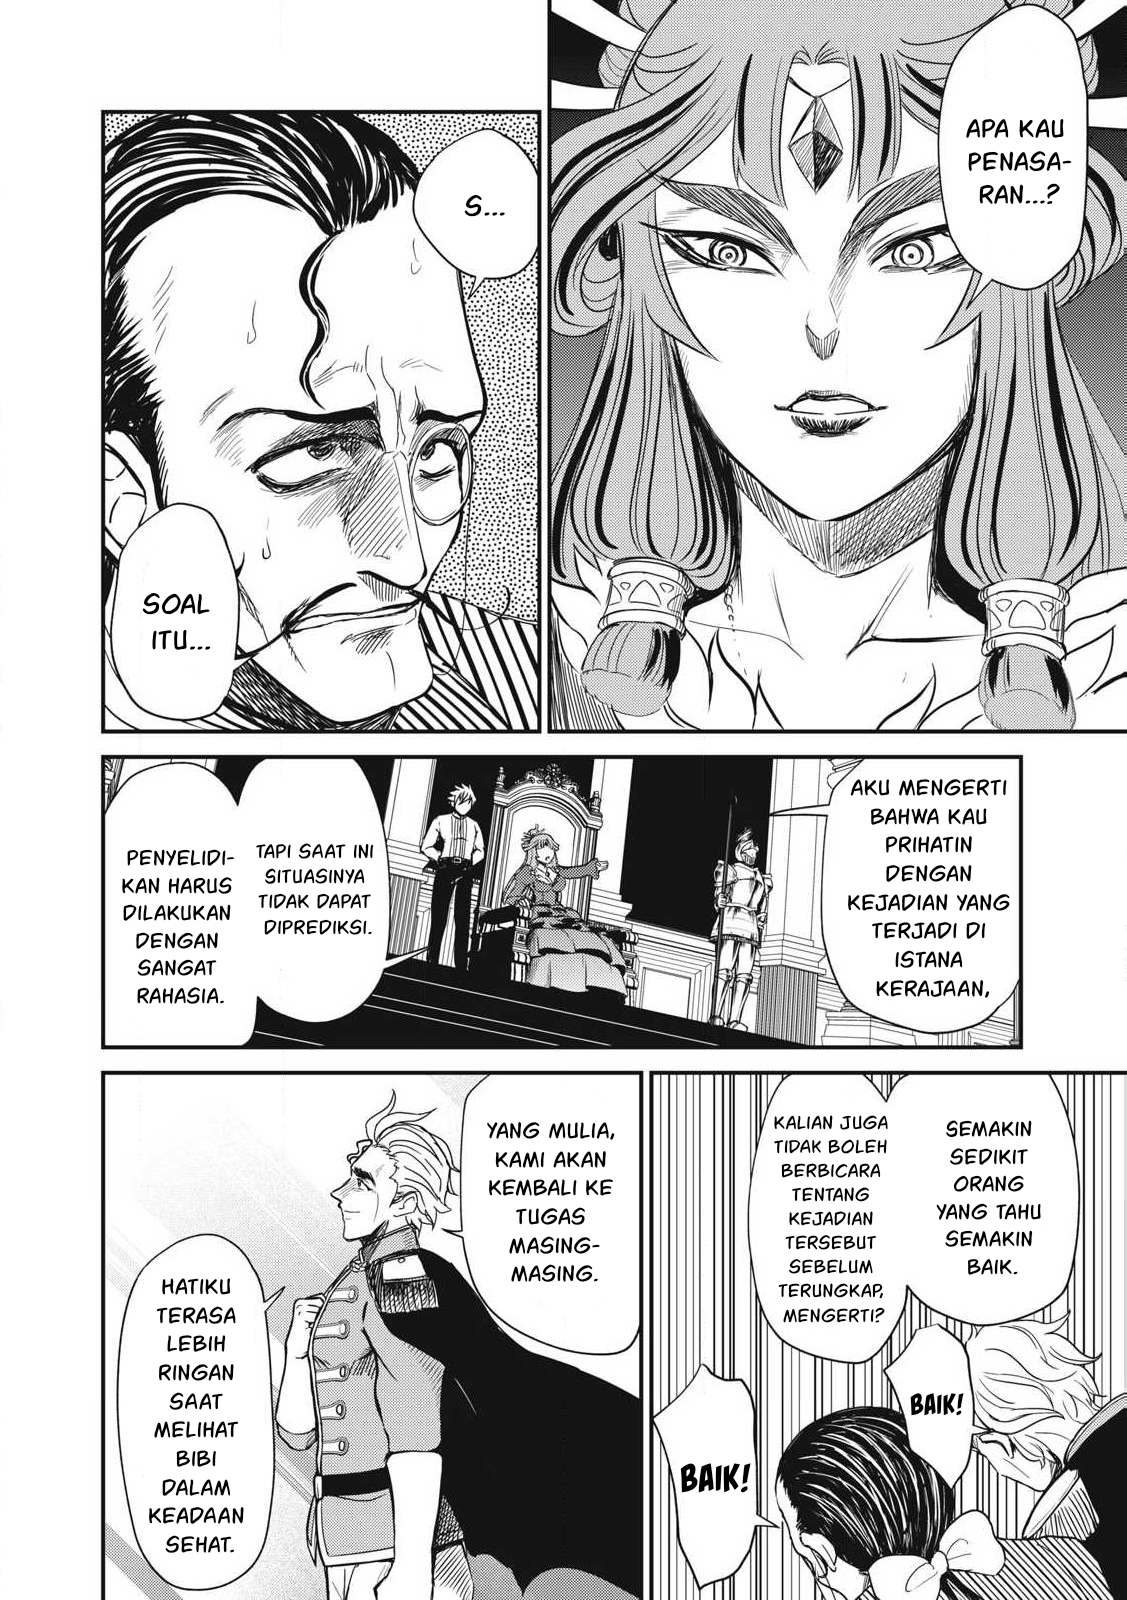 APA KAU
PENASA-
RAN...?
S...
SOAL
ITU...
AKU MENGERTI
BAHWA KAU
PRIHATIN
DENGAN
KEJADIAN YANG
TERJADI DI
ISTANA
KERAJAAN,
TAPI SAAT INI
SITUASINYA
TIDAK DAPAT
DIPREDIKSI.
PENYELIDI-
KAN HARUS
DILAKUKAN
DENGAN
SANGAT
RAHASIA.
SEMAKIN
SEDIKIT
ORANG
YANG TAHU
SEMAKIN
BAIK.
KALIAN JUGA
TIDAK BOLEH
BERBICARA
TENTANG
KEJADIAN
TERSEBUT
SEBELUM
TERUNGKAP,
MENGERTI?
BAIK!
BAIK!
YANG MULIA,
KAMI AKAN
KEMBALI KE
TUGAS
MASING-
MASING.
HATIKU
TERASA
LEBIH
RINGAN
SAAT
MELIHAT
BIBI
DALAM
KEADAAN
SEHAT.